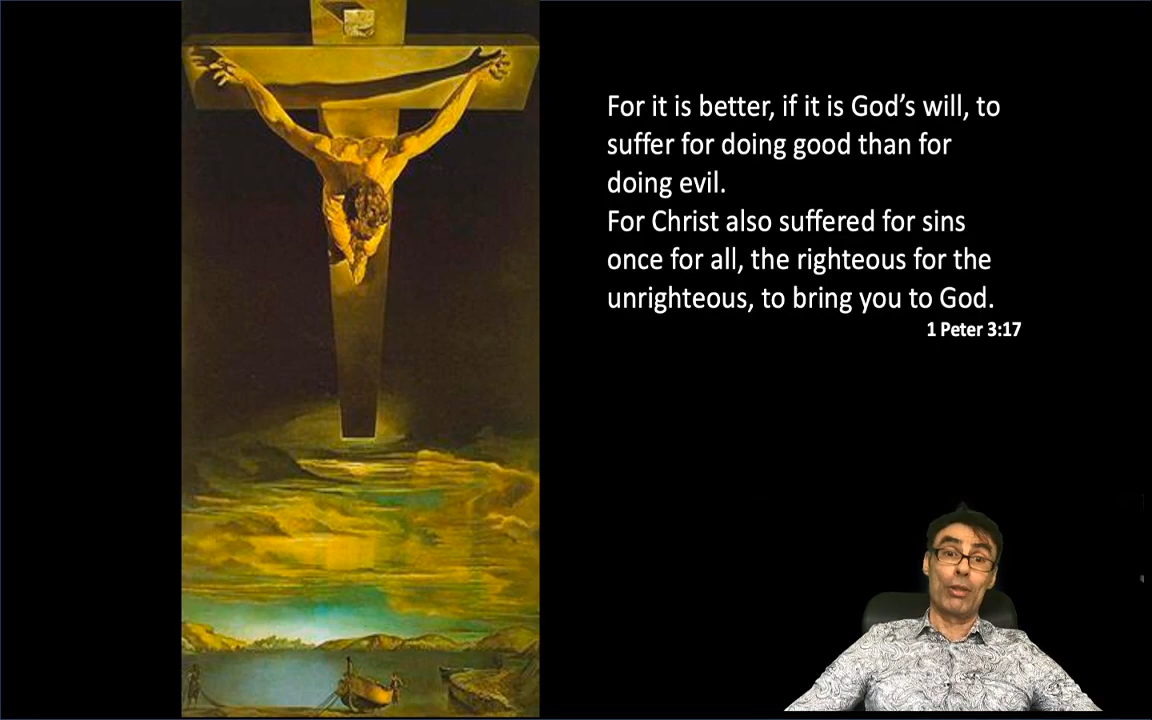 For it is better, if it is God’s will, to
suffer for doing good than for
doing evil.
For Christ also suffered for sins
once for all, the righteous for the
unrighteous, to bring you to God.
1 Peter 3:17